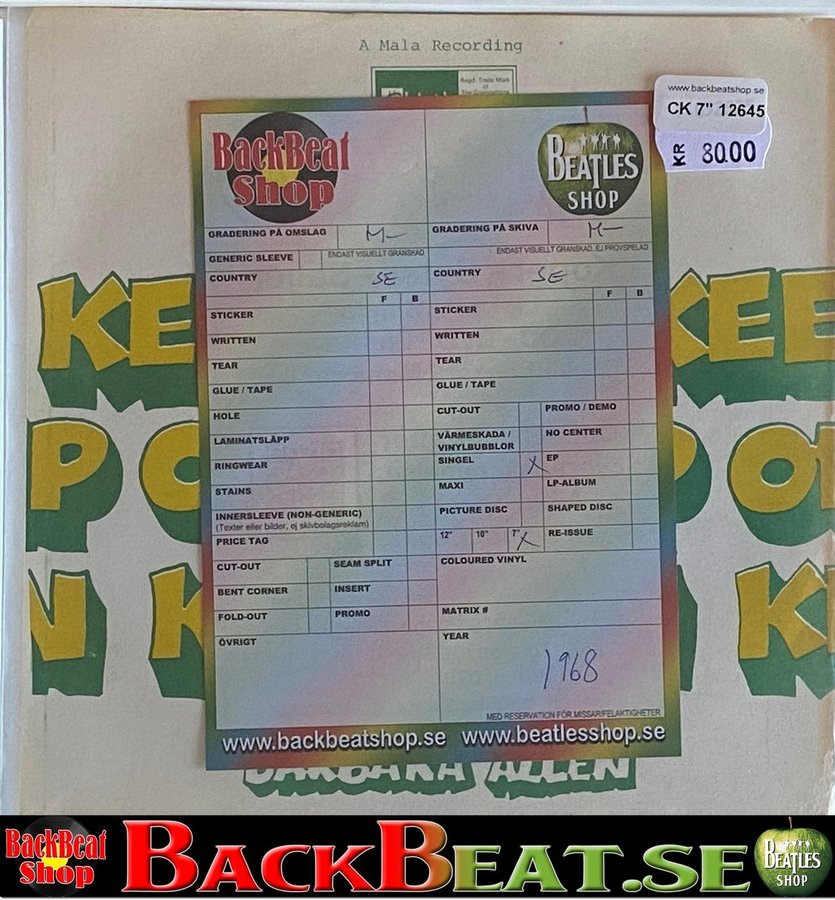 A Mala Recording
Regd. Trade Mark
of
www.backbeatshop.se
CK 7" 12645
KR 80.00
BackBeat
Shop
BEATLES
SHOP
GRADERING PÅ OMSLAG M-
GRADERING PÅ SKIVA M-
ENDAST VISUELLT GRANSKAD
ENDAST VISUELLT GRANSKAD, EJ PROVSPELAD
GENERIC SLEEVE
COUNTRY SE
COUNTRY SE
F B
F B
STICKER
STICKER
WRITTEN
WRITTEN
TEAR
TEAR
GLUE / TAPE
GLUE / TAPE
HOLE
CUT-OUT
PROMO / DEMO
LAMINATSLÄPP
VÄRMESKADA /
VINYLBUBBLOR
NO CENTER
RINGWEAR
SINGEL X
EP
STAINS
MAXI
LP-ALBUM
INNERSLEEVE (NON-GENERIC)
(Texter eller bilder, ej skivbolagsreklam)
PICTURE DISC
SHAPED DISC
PRICE TAG
12" 10" 7" X
RE-ISSUE
CUT-OUT
SEAM SPLIT
COLOURED VINYL
BENT CORNER
INSERT
FOLD-OUT
PROMO
MATRIX #
ÖVRIGT
YEAR
1968
MED RESERVATION FÖR MISSAR/FELAKTIGHETER
www.backbeatshop.se www.beatlesshop.se
KE
KEE
P O
P ON
N K
KE
BARBARA ALLEN
BackBeat
Shop
BACKBEAT.SE
BEATLES
SHOP